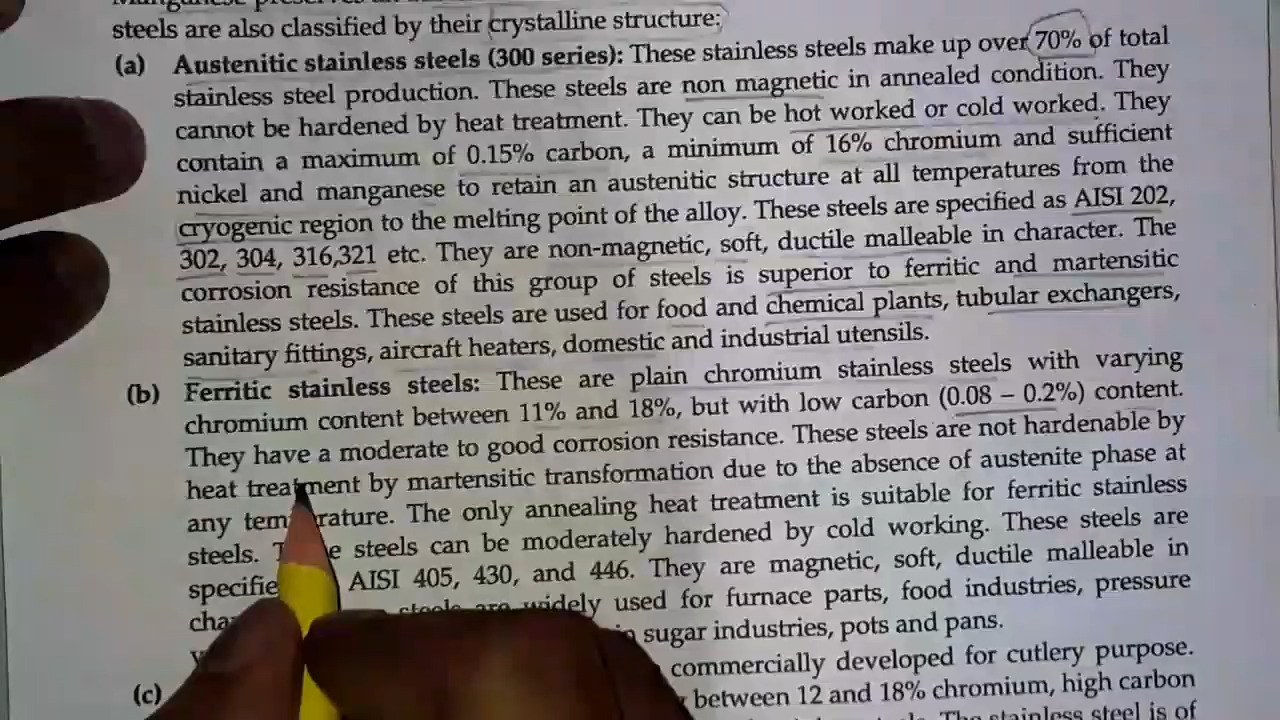 Manganese preserves an
steels are also classified by their crystalline structure:
(a) Austenitic stainless steels (300 series): These stainless steels make up over 70% of total
stainless steel production. These steels are non magnetic in annealed condition. They
cannot be hardened by heat treatment. They can be hot worked or cold worked. They
contain a maximum of 0.15% carbon, a minimum of 16% chromium and sufficient
nickel and manganese to retain an austenitic structure at all temperatures from the
cryogenic region to the melting point of the alloy. These steels are specified as AISI 202,
302, 304, 316,321 etc. They are non-magnetic, soft, ductile malleable in character. The
corrosion resistance of this group of steels is superior to ferritic and martensitic
stainless steels. These steels are used for food and chemical plants, tubular exchangers,
sanitary fittings, aircraft heaters, domestic and industrial utensils.
(b) Ferritic stainless steels: These are plain chromium stainless steels with varying
chromium content between 11% and 18%, but with low carbon (0.08 – 0.2%) content.
They have a moderate to good corrosion resistance. These steels are not hardenable by
heat treatment by martensitic transformation due to the absence of austenite phase at
any temperature. The only annealing heat treatment is suitable for ferritic stainless
steels. steels can be moderately hardened by cold working. These steels are
AISI 405, 430, and 446. They are magnetic, soft, ductile malleable in
steels are widely used for furnace parts, food industries, pressure
in sugar industries, pots and pans.
(c) commercially developed for cutlery purpose.
between 12 and 18% chromium, high carbon
The stainless steel is of